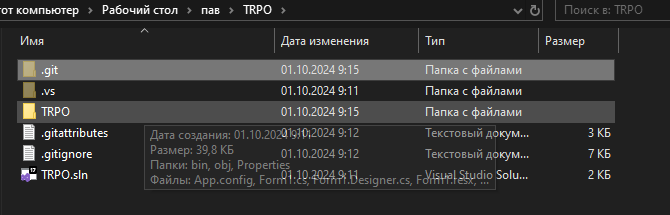 тот компьютер > Рабочий стол > пав > TRPO >
Поиск в: TRPO
Имя Дата изменения Тип Размер
.git 01.10.2024 9:15 Папка с файлами
.vs 01.10.2024 9:11 Папка с файлами
TRPO 01.10.2024 9:15 Папка с файлами
.gitattributes 01.10.2024 9:12 Текстовый докум... 3 КБ
.gitignore 01.10.2024 9:12 Текстовый докум... 7 КБ
TRPO.sln 01.10.2024 9:11 Visual Studio Solu... 2 КБ
Дата создания: 01.10.2024 9:11
Размер: 39,8 КБ
Папки: bin, obj, Properties
Файлы: App.config, Form1.cs, Form1.Designer.cs, Form1.resx, ...